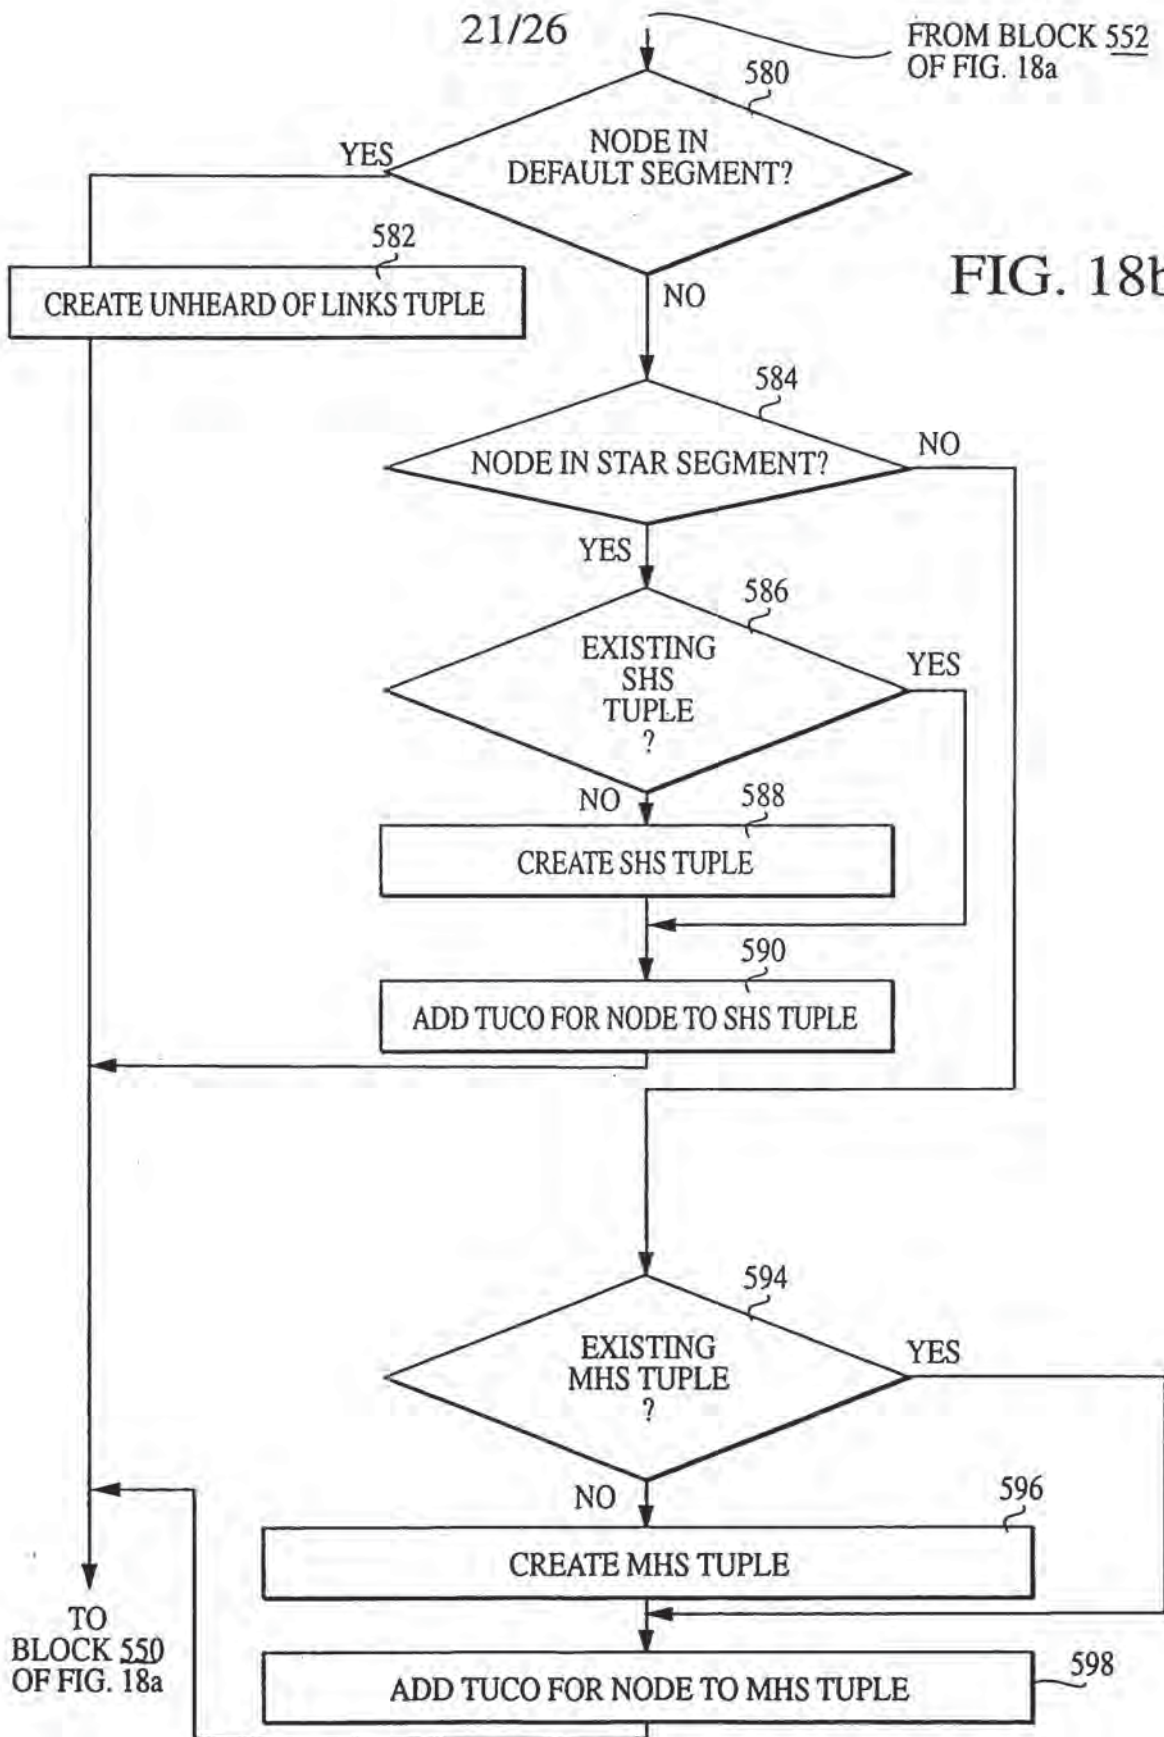 21/26
FROM BLOCK 552
OF FIG. 18a
580
NODE IN
DEFAULT SEGMENT?
YES
582
CREATE UNHEARD OF LINKS TUPLE
NO
FIG. 18b
584
NODE IN STAR SEGMENT?
NO
YES
586
EXISTING
SHS
TUPLE
?
YES
NO
588
CREATE SHS TUPLE
590
ADD TUCO FOR NODE TO SHS TUPLE
594
EXISTING
MHS TUPLE
?
YES
NO
596
CREATE MHS TUPLE
TO
BLOCK 550
OF FIG. 18a
ADD TUCO FOR NODE TO MHS TUPLE
598